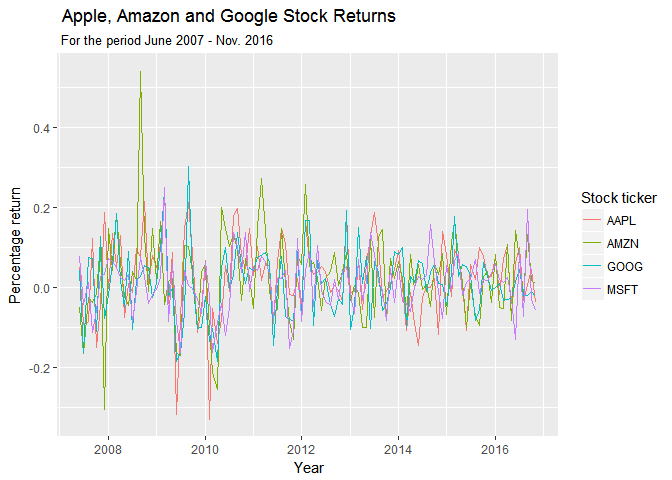 Apple, Amazon and Google Stock Returns
For the period June 2007 - Nov. 2016
Percentage return
0.4
0.2
0.0
-0.2
2008
2010
2012
2014
2016
Year
Stock ticker
AAPL
AMZN
GOOG
MSFT